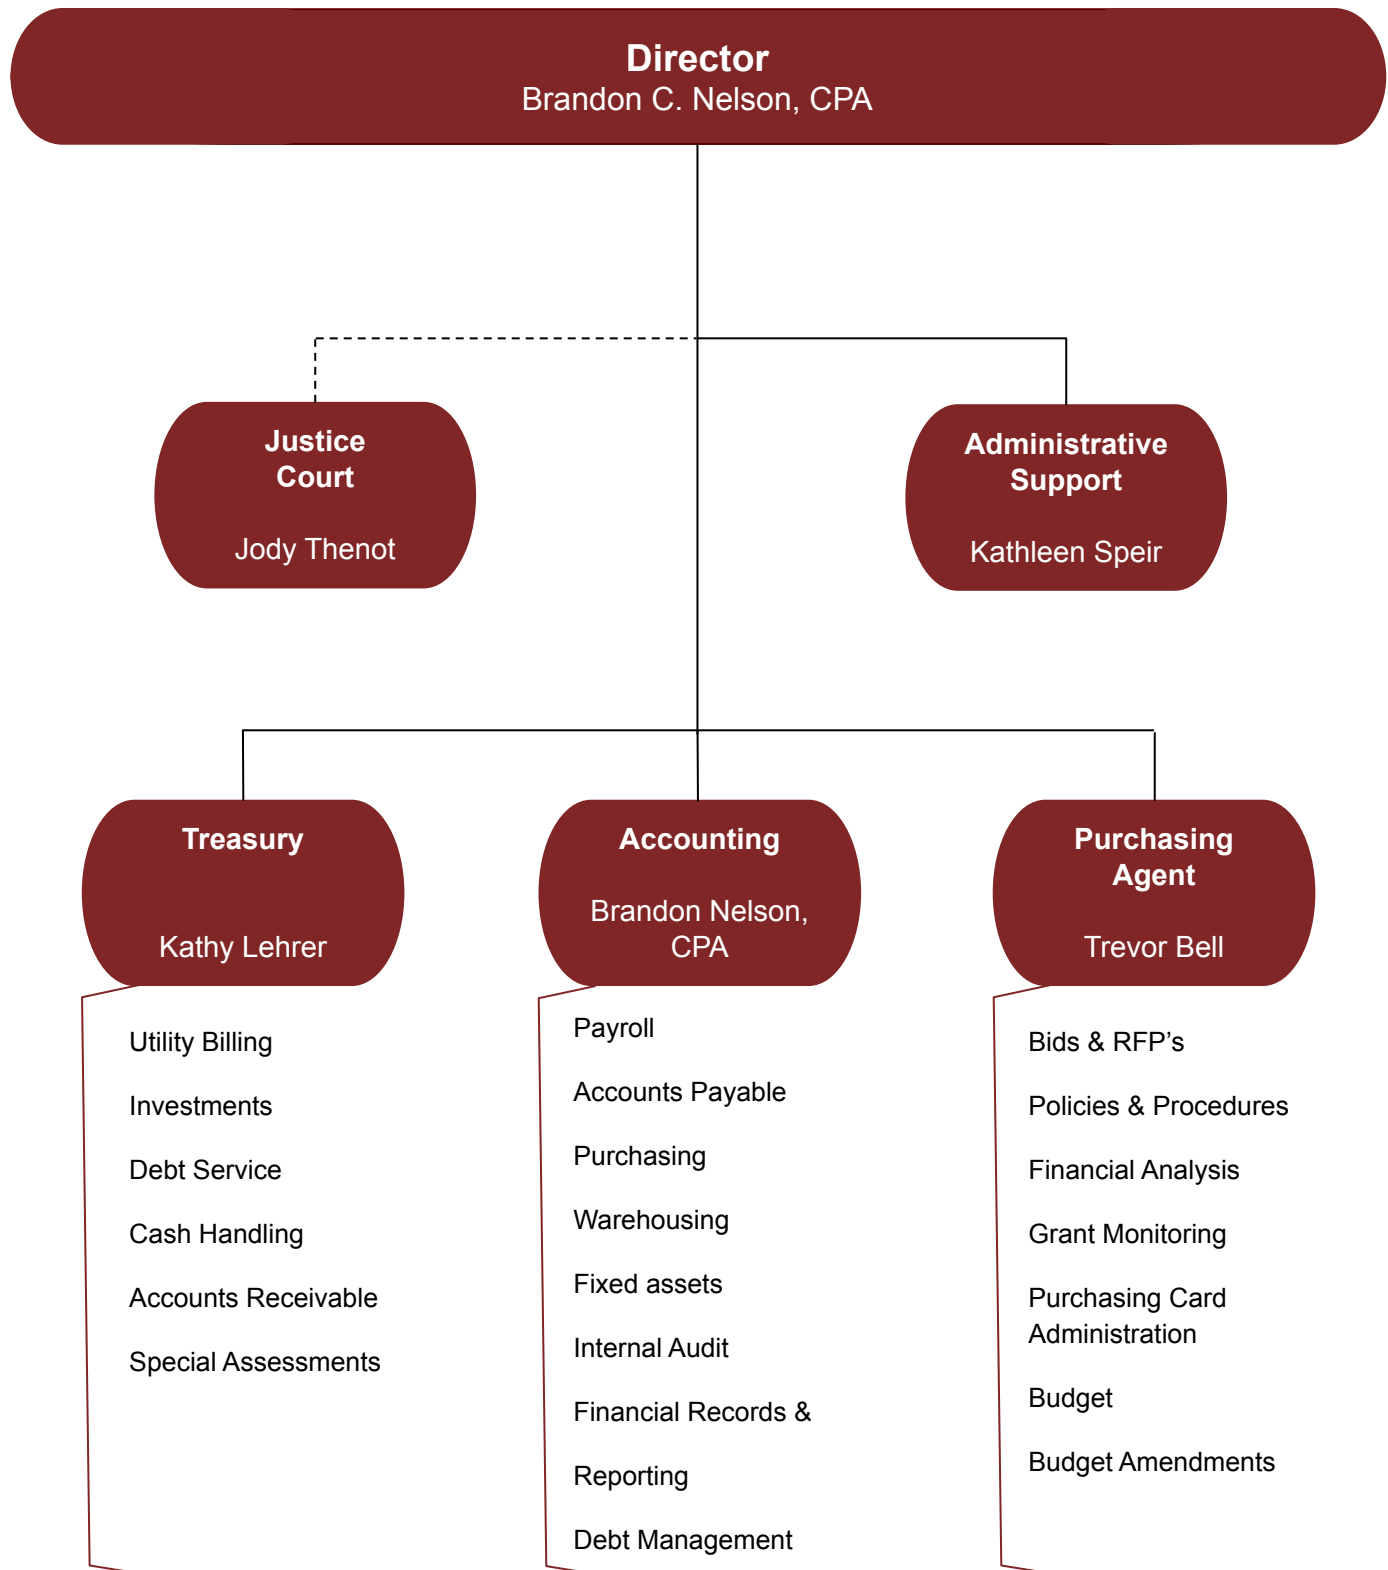 Director
Brandon C. Nelson, CPA
Justice
Court
Jody Thenot
Administrative
Support
Kathleen Speir
Treasury
Kathy Lehrer
Accounting
Brandon Nelson,
CPA
Purchasing
Agent
Trevor Bell
Utility Billing
Investments
Debt Service
Cash Handling
Accounts Receivable
Special Assessments
Payroll
Accounts Payable
Purchasing
Warehousing
Fixed assets
Internal Audit
Financial Records &
Reporting
Debt Management
Bids & RFP’s
Policies & Procedures
Financial Analysis
Grant Monitoring
Purchasing Card
Administration
Budget
Budget Amendments